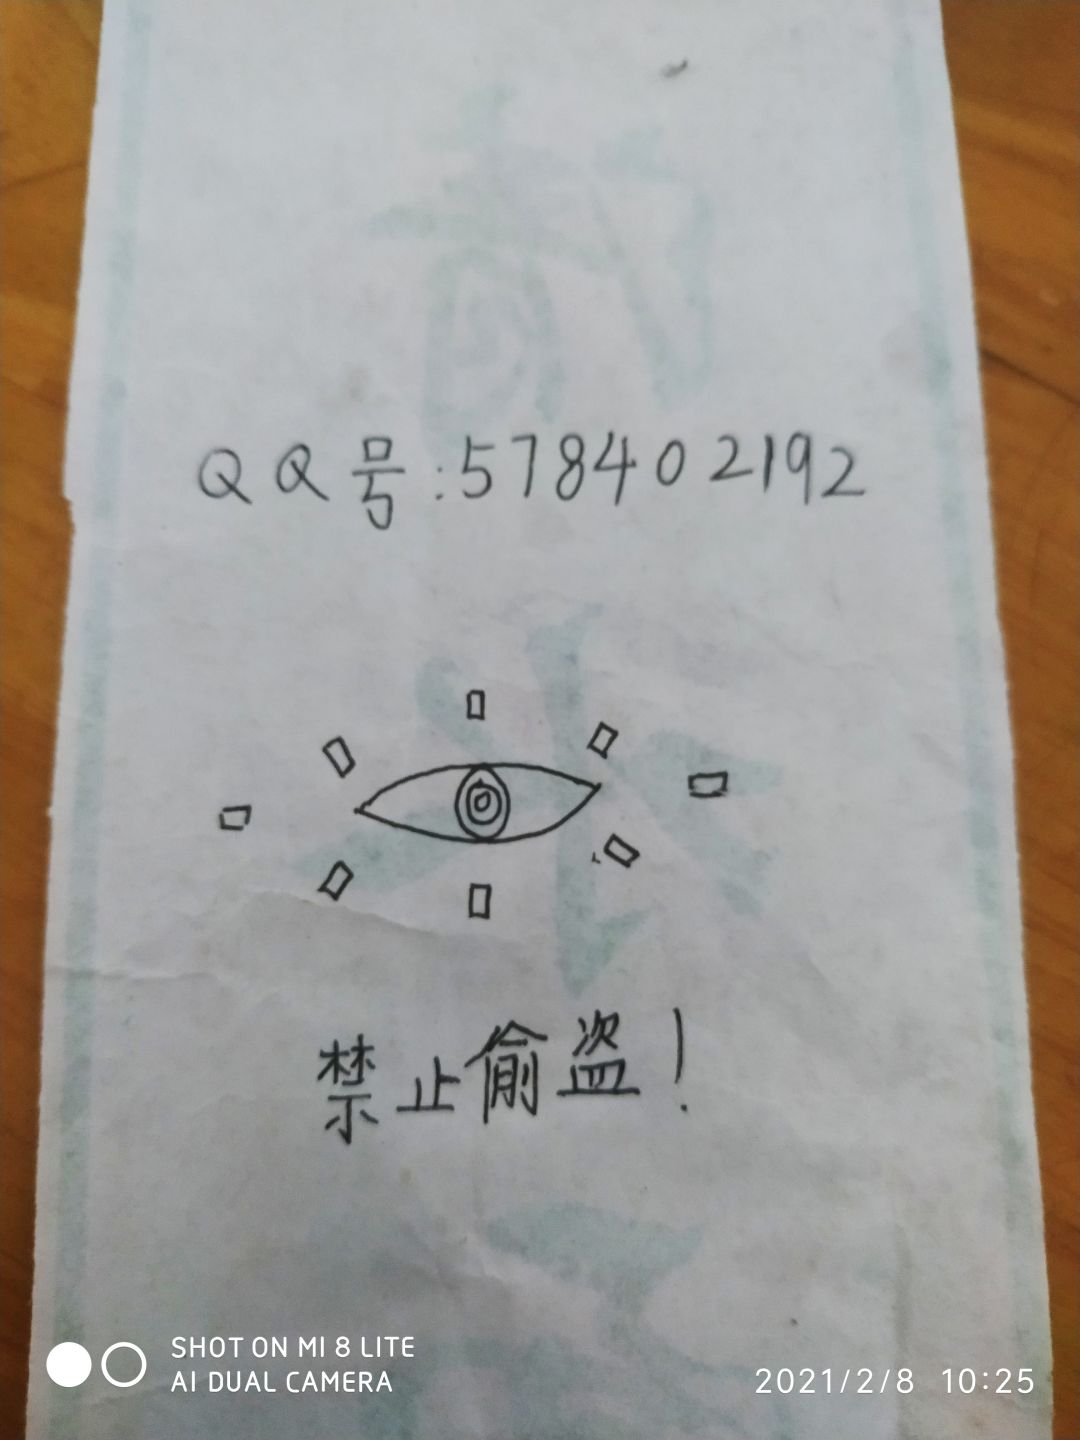 QQ号:578402192
禁止偷盗!
SHOT ON MI 8 LITE
AI DUAL CAMERA
2021/2/8 10:25